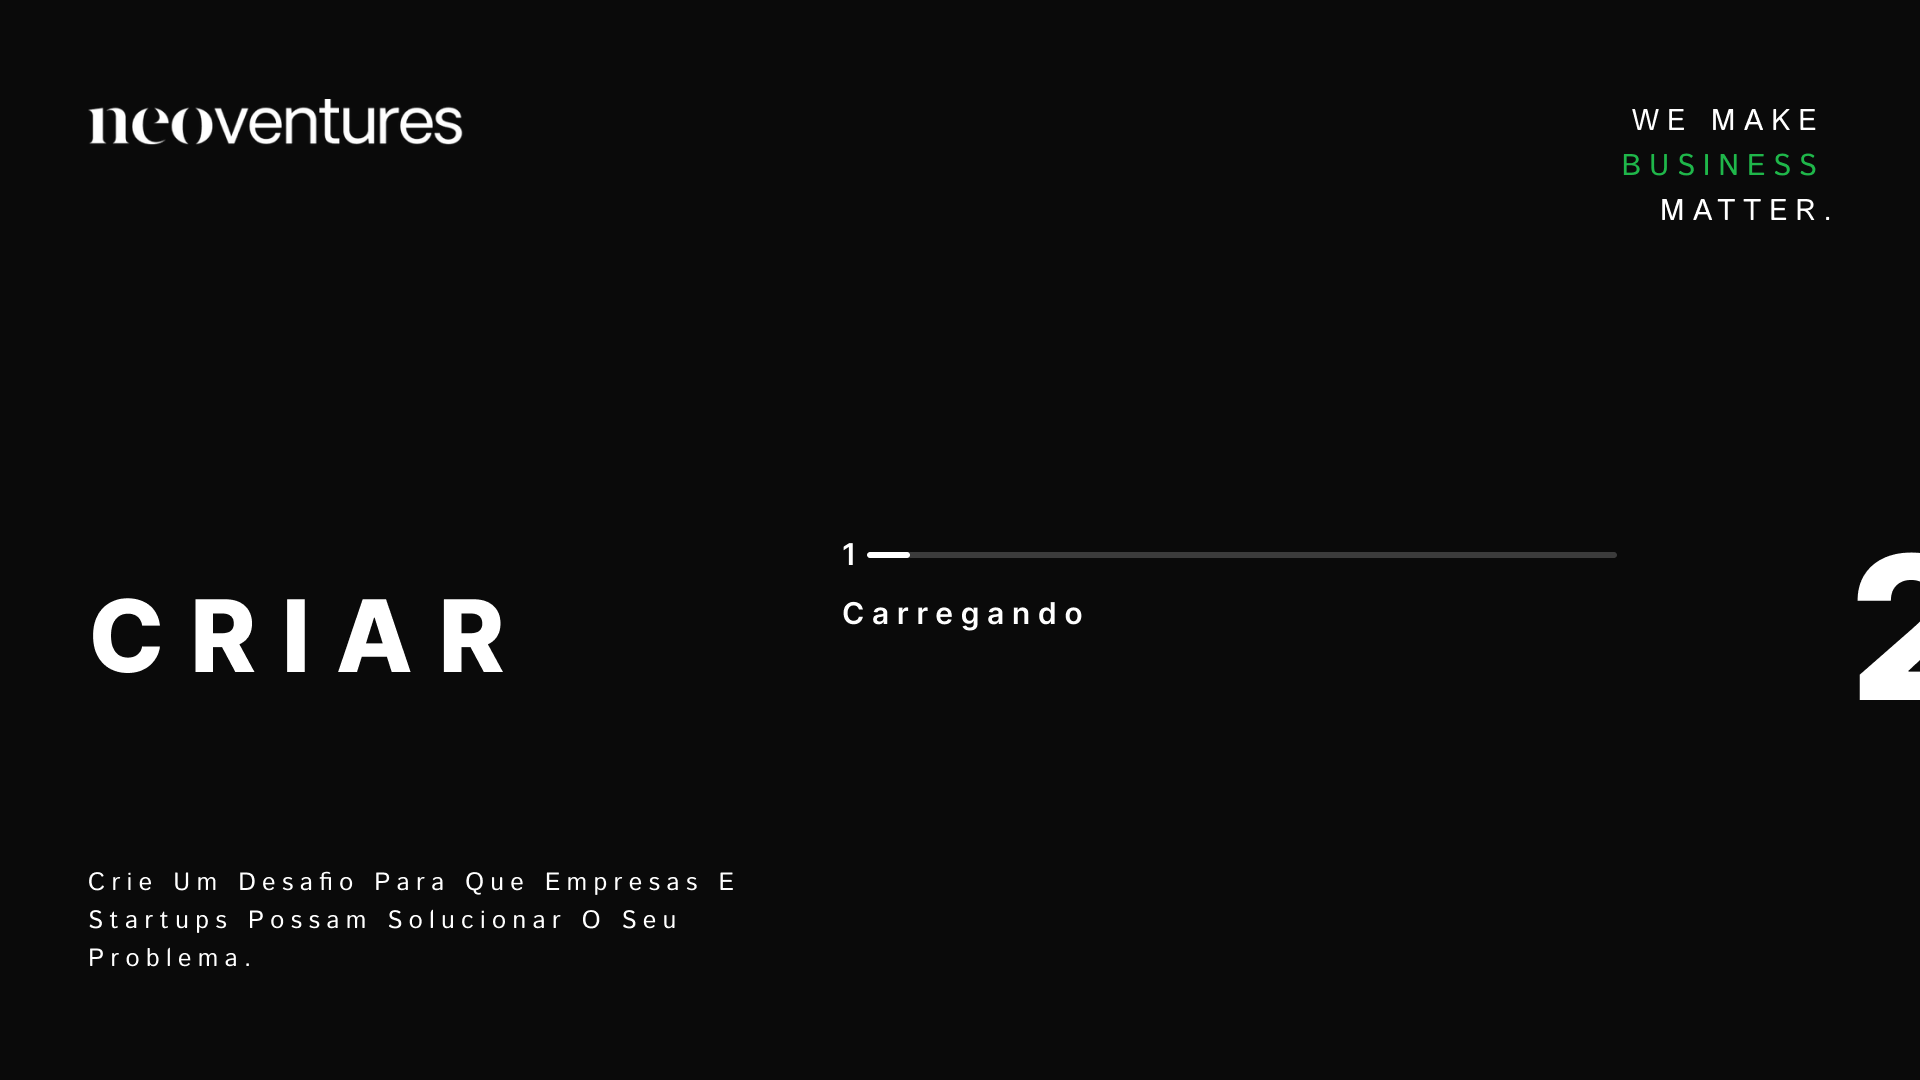 neoventures
WE MAKE
BUSINESS
MATTER.
1
Carregando
CRIAR
2
Crie Um Desafio Para Que Empresas E
Startups Possam Solucionar O Seu
Problema.